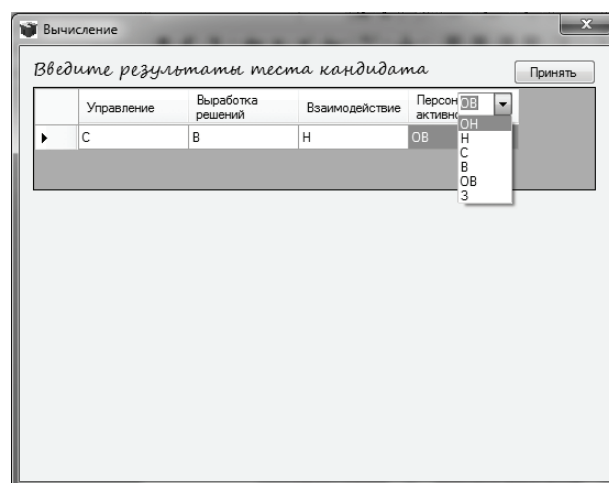 Вычисление
Введите результаты теста кандидата
Принять
Управление
Выработка
решений
Взаимодействие
Персон
активно
ОВ
С
В
Н
ОВ
ОН
Н
С
В
ОВ
З